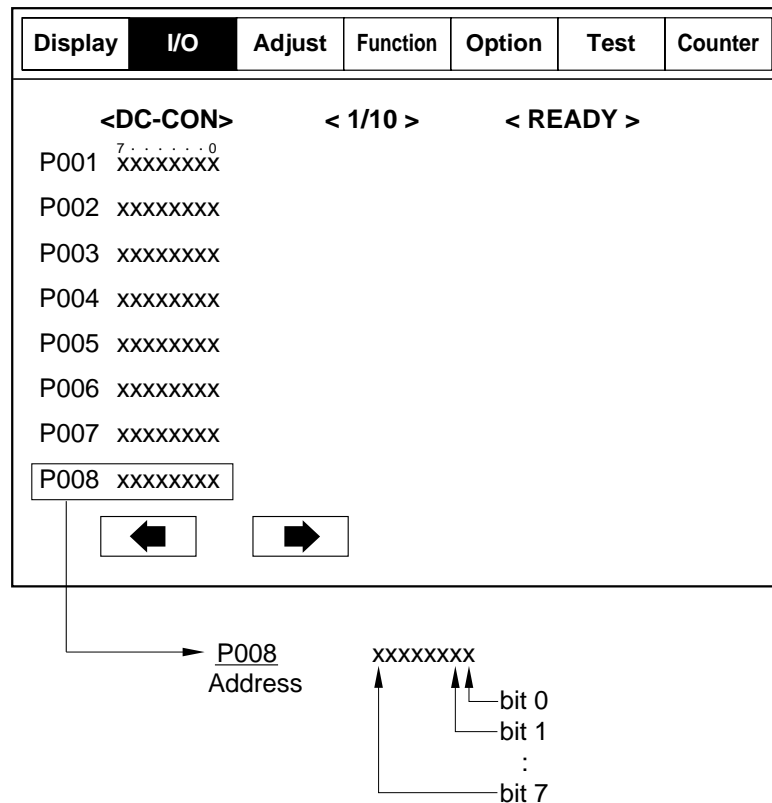 Display I/O Adjust Function Option Test Counter
<DC-CON> < 1/10 > < READY >
7 · · · · · · 0
P001 xxxxxxxx
P002 xxxxxxxx
P003 xxxxxxxx
P004 xxxxxxxx
P005 xxxxxxxx
P006 xxxxxxxx
P007 xxxxxxxx
P008 xxxxxxxx
P008 xxxxxxxx
Address
bit 0
bit 1
:
bit 7